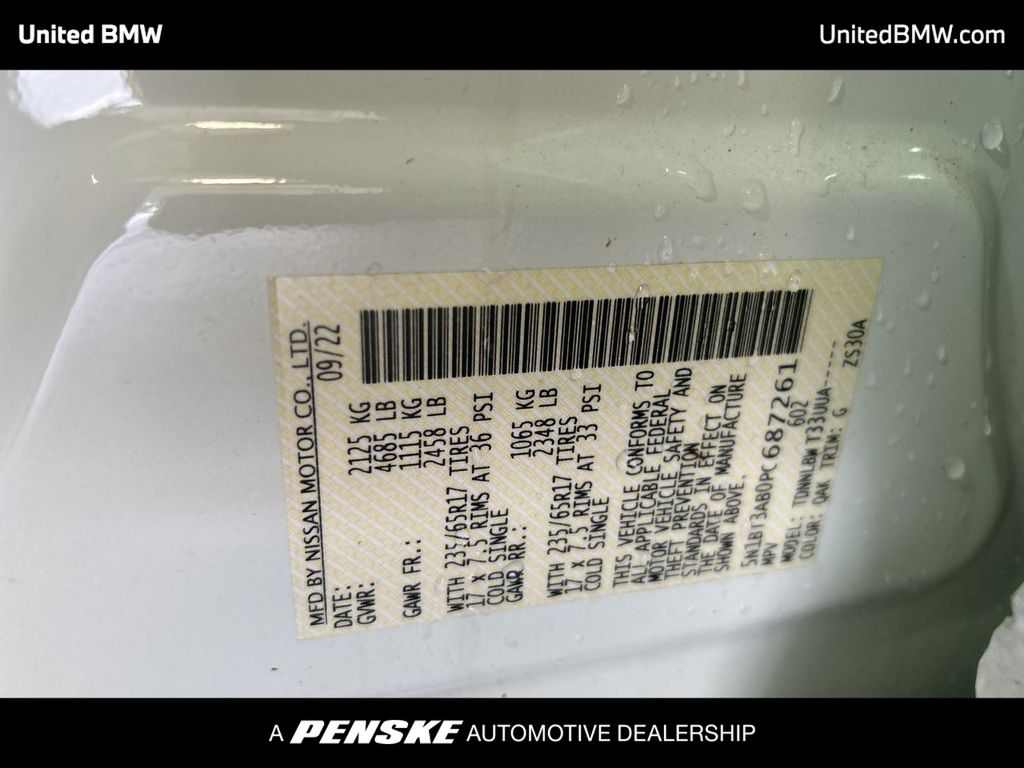 United BMW
UnitedBMW.com
MFD BY NISSAN MOTOR CO., LTD.
DATE: 09/22
GVWR: 2125 KG
4685 LB
GAWR FR.: 1115 KG
2458 LB
WITH 235/65R17 TIRES
17 X 7.5 RIMS AT 36 PSI
COLD SINGLE
GAWR RR.: 1065 KG
2348 LB
WITH 235/65R17 TIRES
17 X 7.5 RIMS AT 33 PSI
COLD SINGLE
THIS VEHICLE CONFORMS TO
ALL APPLICABLE FEDERAL
MOTOR VEHICLE SAFETY AND
THEFT PREVENTION
STANDARDS IN EFFECT ON
THE DATE OF MANUFACTURE
SHOWN ABOVE.
5N1BT3AB0PC687261
MPV 602
MODEL: TDNNLBW T33UUA-----
COLOR: QAK TRIM: G ZS30A
A PENSKE AUTOMOTIVE DEALERSHIP